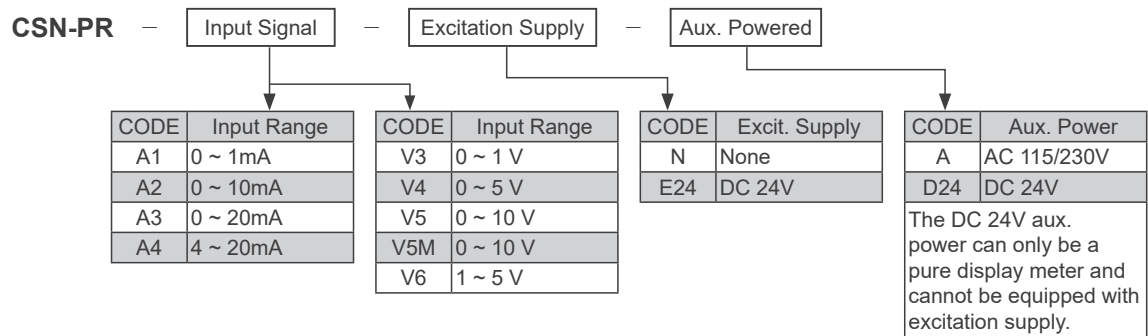 CSN-PR — Input Signal — Excitation Supply — Aux. Powered
CODE Input Range
A1 0 ~ 1mA
A2 0 ~ 10mA
A3 0 ~ 20mA
A4 4 ~ 20mA
CODE Input Range
V3 0 ~ 1 V
V4 0 ~ 5 V
V5 0 ~ 10 V
V5M 0 ~ 10 V
V6 1 ~ 5 V
CODE Excit. Supply
N None
E24 DC 24V
CODE Aux. Power
A AC 115/230V
D24 DC 24V
The DC 24V aux.
power can only be a
pure display meter and
cannot be equipped with
excitation supply.